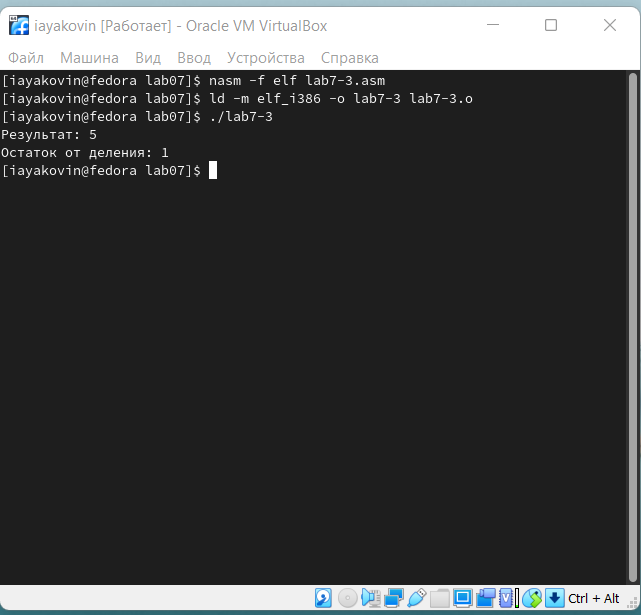 iayakovin [Работает] - Oracle VM VirtualBox
Файл Машина Вид Ввод Устройства Справка
[iayakovin@fedora lab07]$ nasm -f elf lab7-3.asm
[iayakovin@fedora lab07]$ ld -m elf_i386 -o lab7-3 lab7-3.o
[iayakovin@fedora lab07]$ ./lab7-3
Результат: 5
Остаток от деления: 1
[iayakovin@fedora lab07]$
Ctrl + Alt